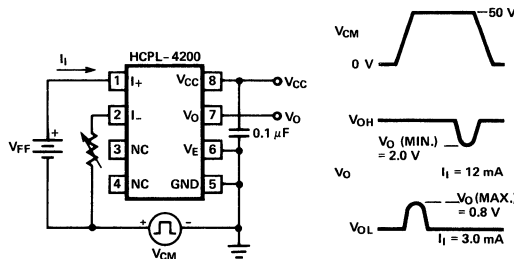 HCPL-4200
I_I
1 I+
2 I–
3 NC
4 NC
V_CC 8
V_O 7
V_E 6
GND 5
V_CC
V_O
0.1 μF
V_FF
+
+ –
V_CM
V_CM
50 V
0 V
V_OH
V_O (MIN.)
= 2.0 V
I_I = 12 mA
V_O
V_O (MAX.)
= 0.8 V
V_OL
I_I = 3.0 mA